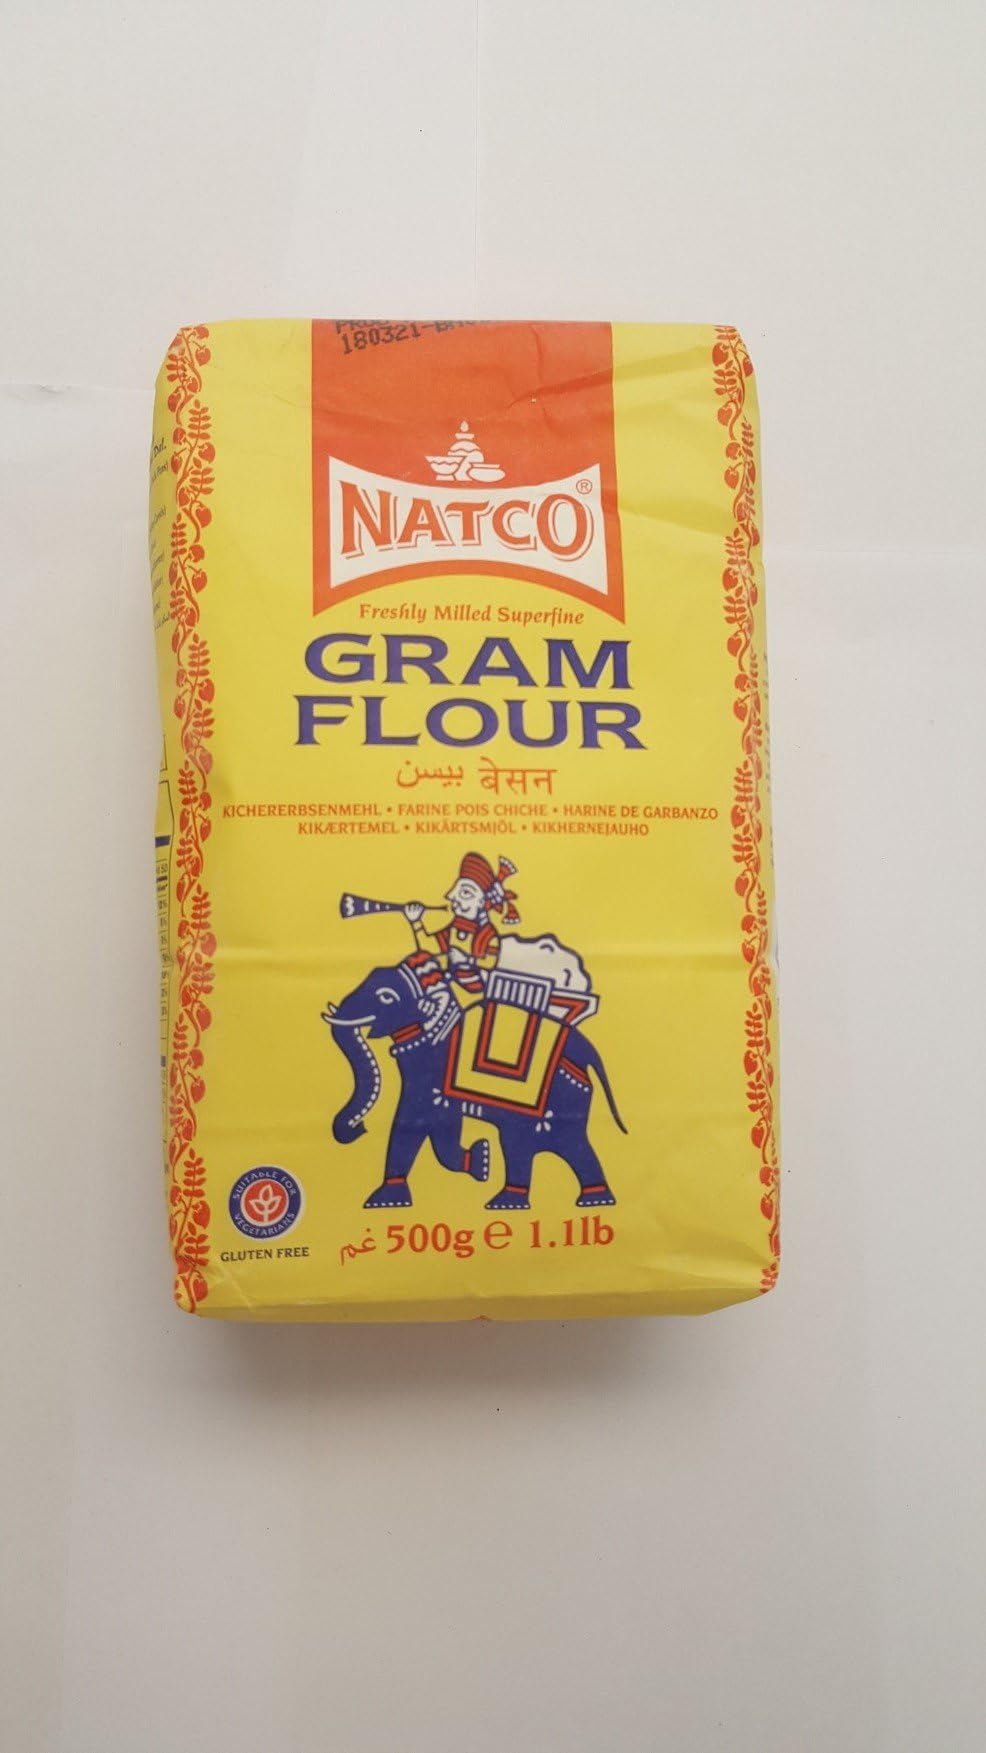 180321-
NATCO®
Freshly Milled Superfine
GRAM
FLOUR
بيسن बेसन
KICHERERBSENMEHL • FARINE POIS CHICHE • HARINE DE GARBANZO
KIKÆRTEMEL • KIKÄRTSMJÖL • KIKHERNEJAUHO
SUITABLE FOR
VEGETARIANS
GLUTEN FREE
غم 500g e 1.1lb